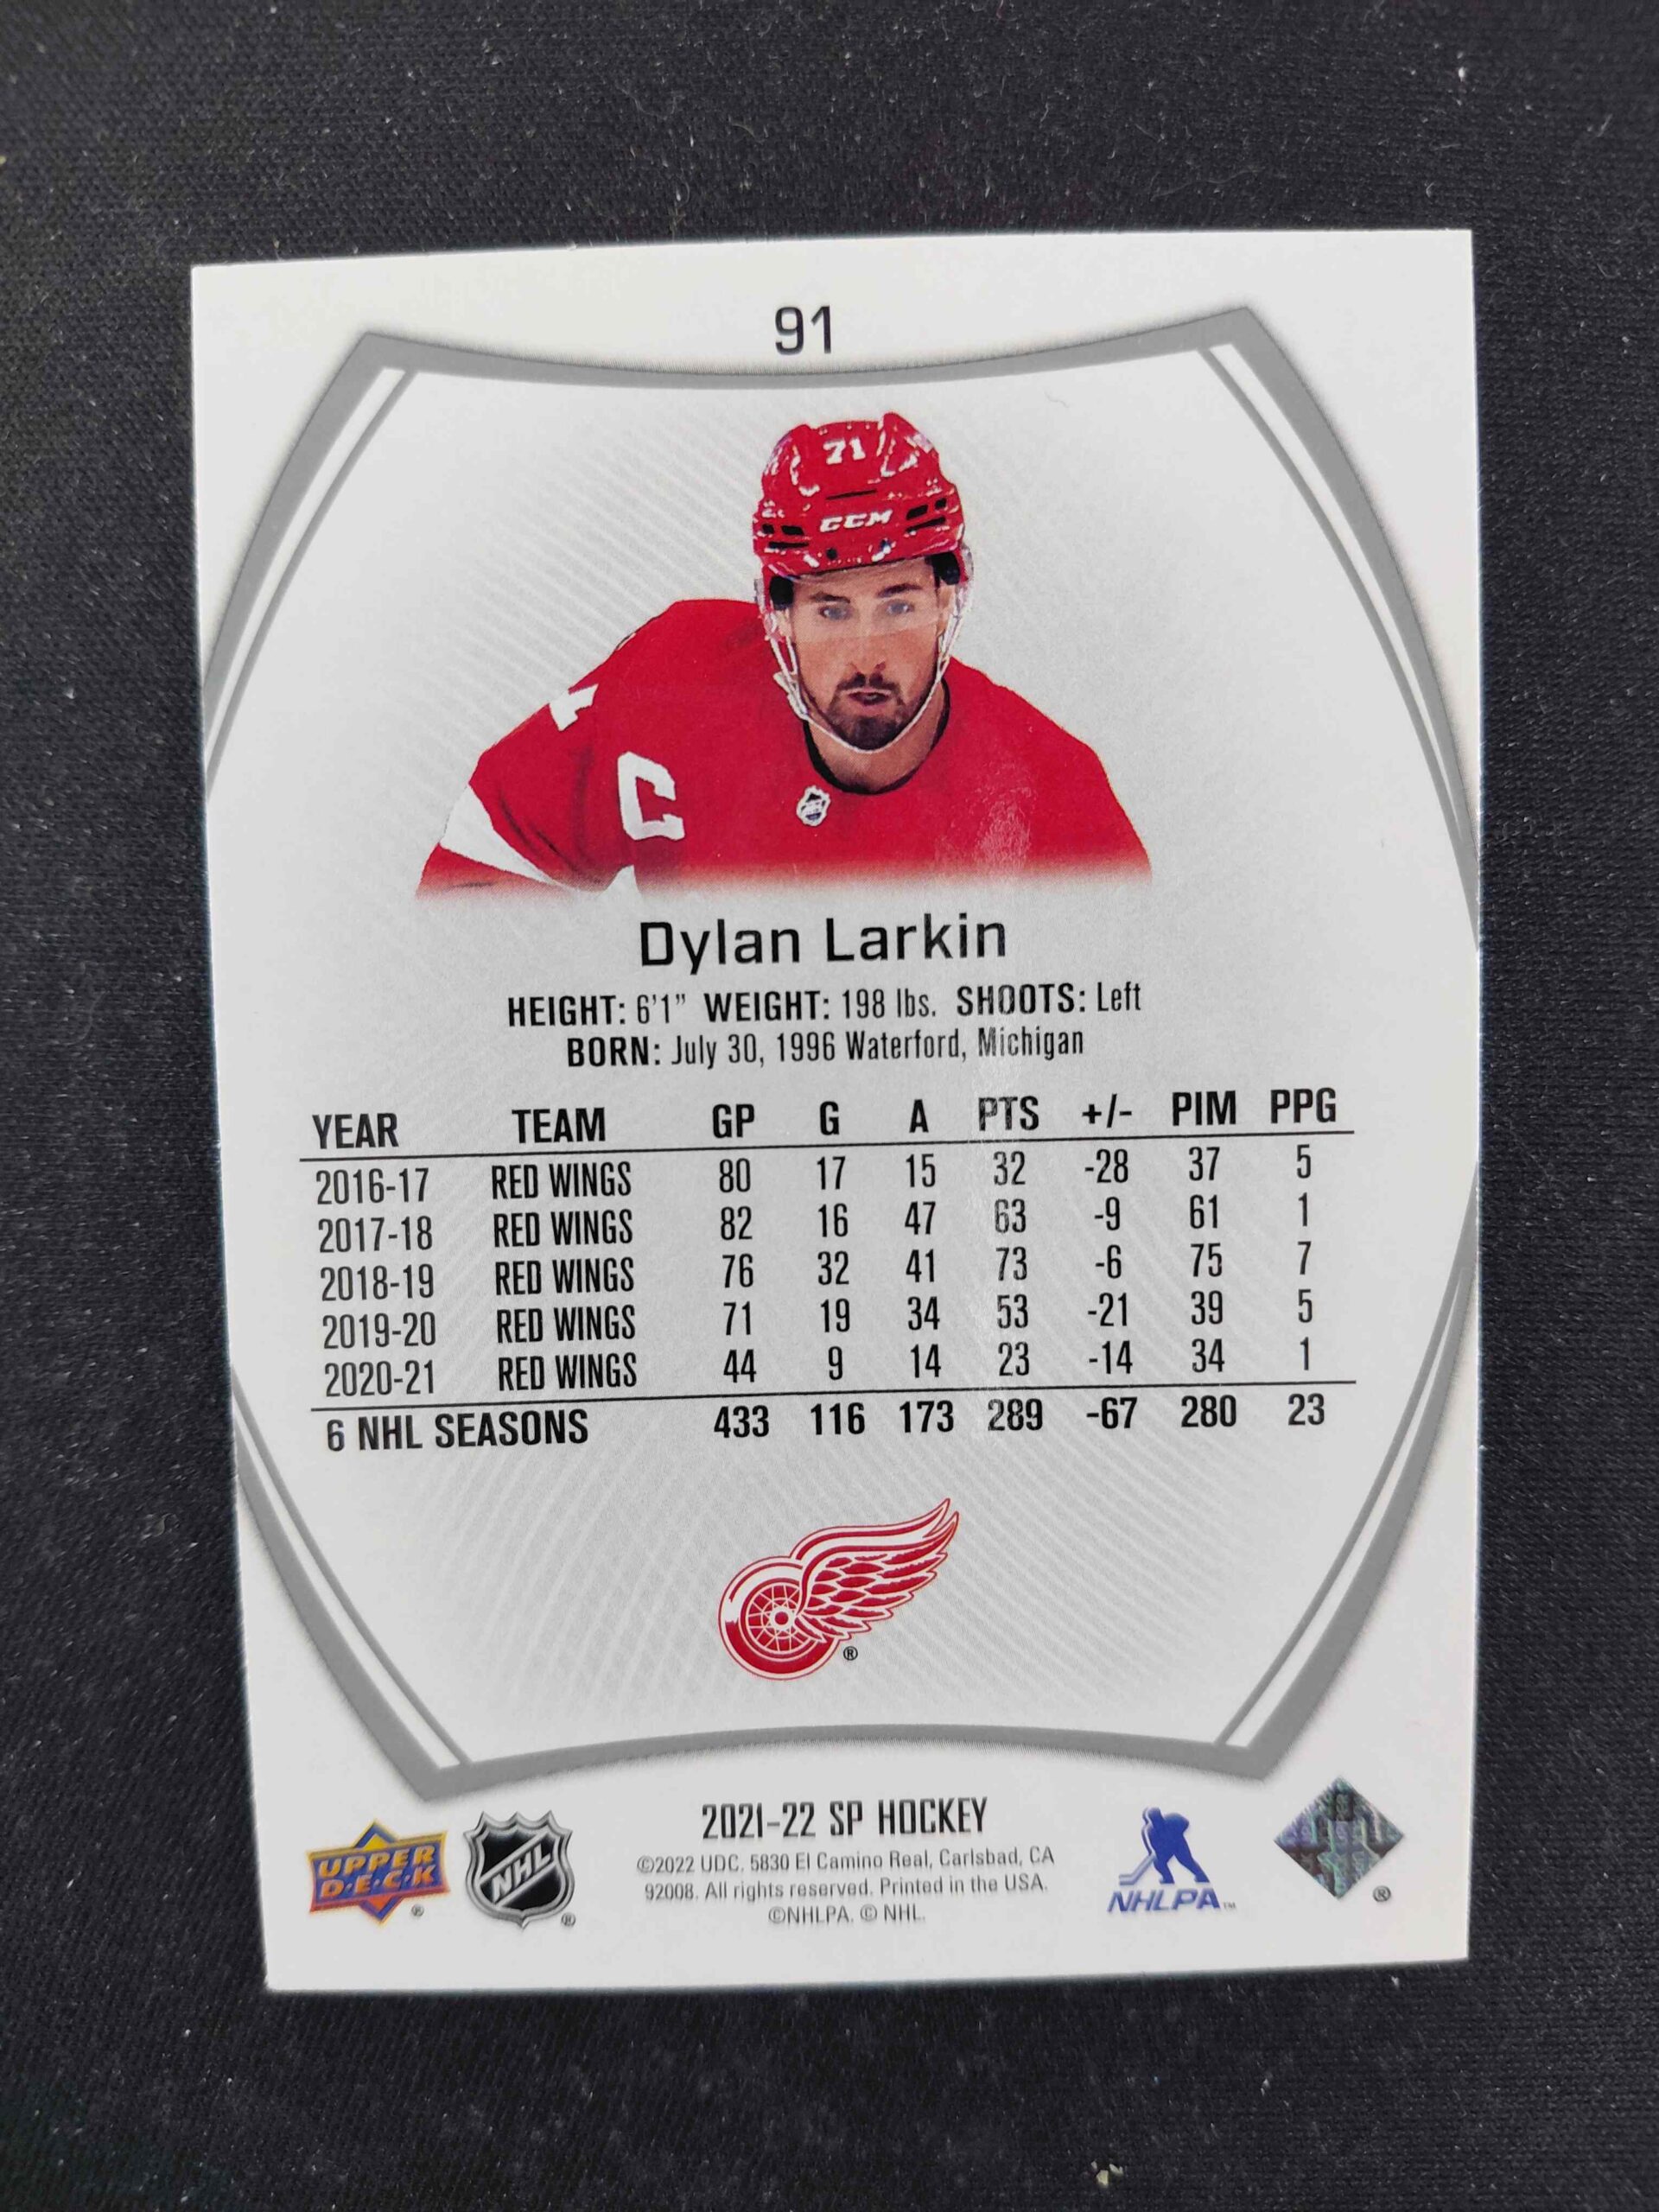 91
71
CCM
C
Dylan Larkin
HEIGHT: 6'1" WEIGHT: 198 lbs. SHOOTS: Left
BORN: July 30, 1996 Waterford, Michigan
YEAR TEAM GP G A PTS +/- PIM PPG
2016-17 RED WINGS 80 17 15 32 -28 37 5
2017-18 RED WINGS 82 16 47 63 -9 61 1
2018-19 RED WINGS 76 32 41 73 -6 75 7
2019-20 RED WINGS 71 19 34 53 -21 39 5
2020-21 RED WINGS 44 9 14 23 -14 34 1
6 NHL SEASONS 433 116 173 289 -67 280 23
®
2021-22 SP HOCKEY
©2022 UDC, 5830 El Camino Real, Carlsbad, CA
92008. All rights reserved. Printed in the USA.
©NHLPA. © NHL.
UPPER
D·E·C·K ®
NHL ®
NHLPA™
®